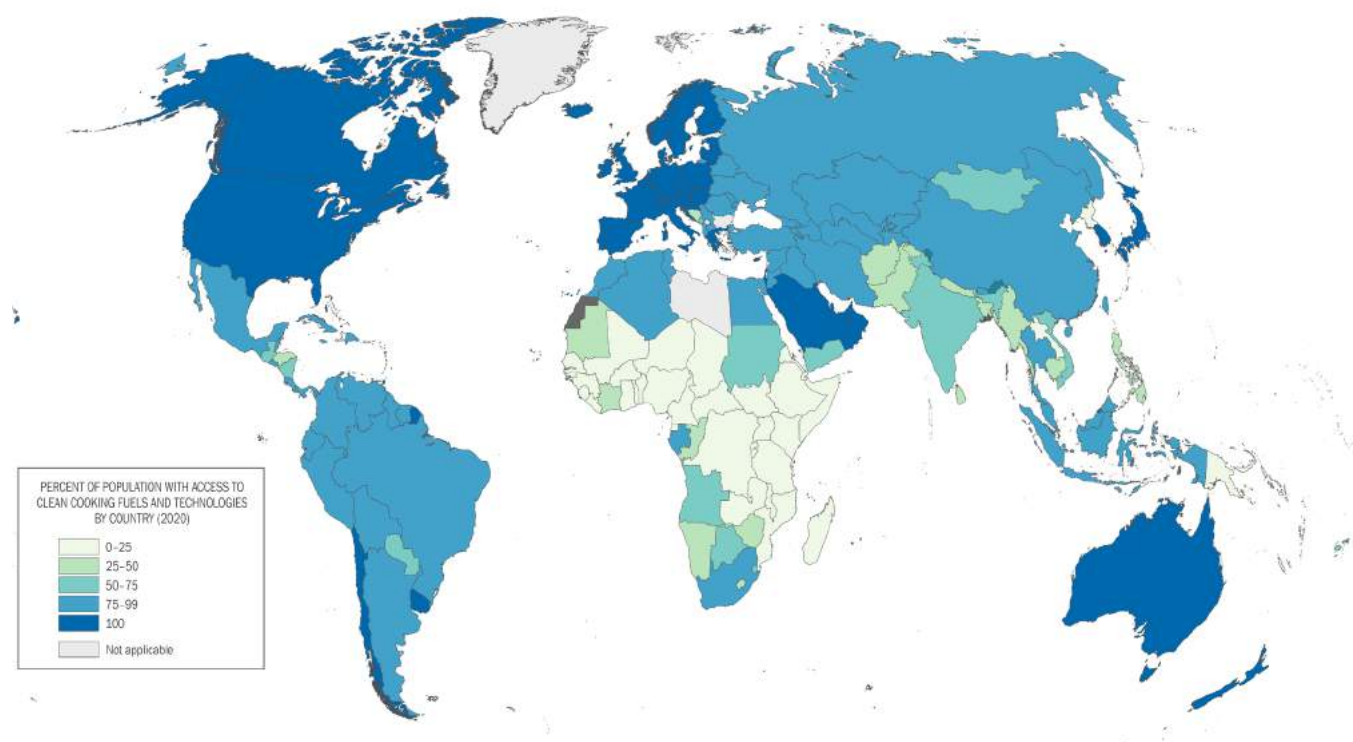 PERCENT OF POPULATION WITH ACCESS TO
CLEAN COOKING FUELS AND TECHNOLOGIES
BY COUNTRY (2020)
0–25
25–50
50–75
75–99
100
Not applicable